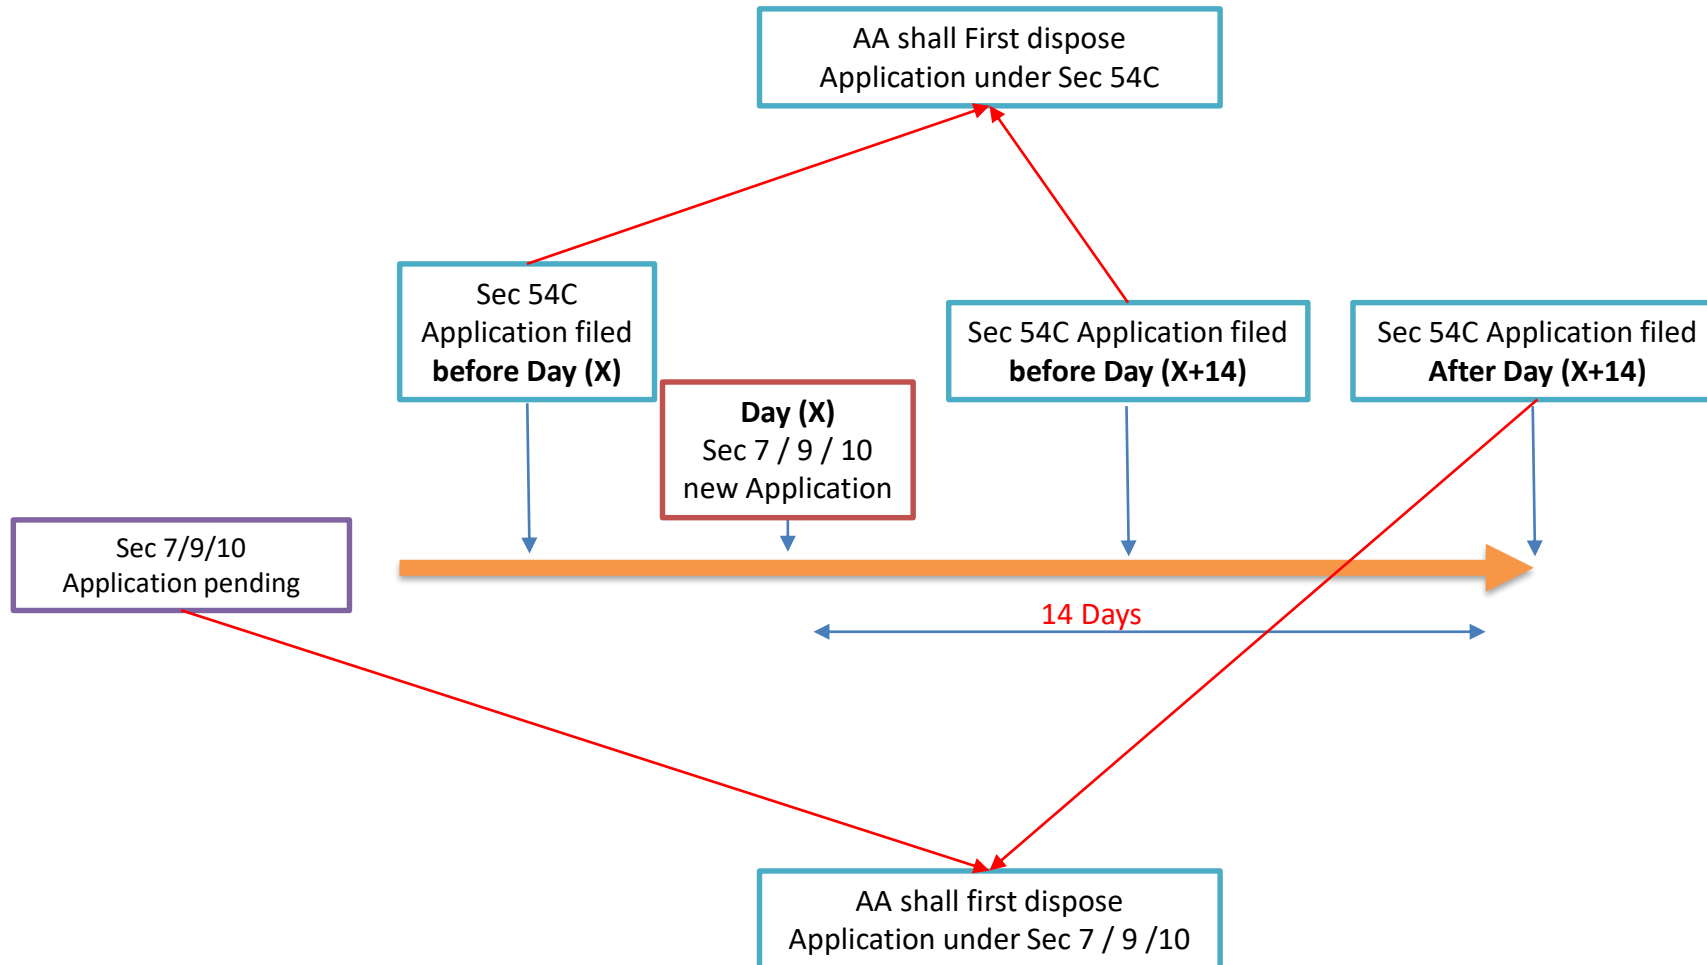 AA shall First dispose
Application under Sec 54C
Sec 54C
Application filed
before Day (X)
Day (X)
Sec 7 / 9 / 10
new Application
Sec 54C Application filed
before Day (X+14)
Sec 54C Application filed
After Day (X+14)
Sec 7/9/10
Application pending
14 Days
AA shall first dispose
Application under Sec 7 / 9 /10